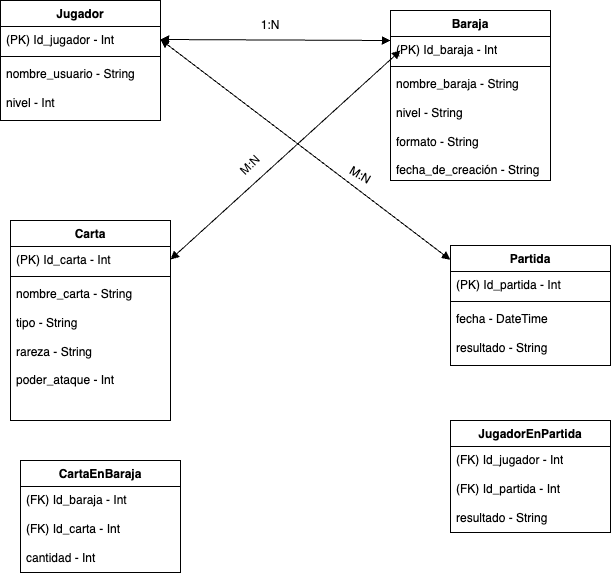 Jugador
(PK) Id_jugador - Int
nombre_usuario - String
nivel - Int
1:N
Baraja
(PK) Id_baraja - Int
nombre_baraja - String
nivel - String
formato - String
fecha_de_creación - String
M:N
M:N
Carta
(PK) Id_carta - Int
nombre_carta - String
tipo - String
rareza - String
poder_ataque - Int
Partida
(PK) Id_partida - Int
fecha - DateTime
resultado - String
CartaEnBaraja
(FK) Id_baraja - Int
(FK) Id_carta - Int
cantidad - Int
JugadorEnPartida
(FK) Id_jugador - Int
(FK) Id_partida - Int
resultado - String